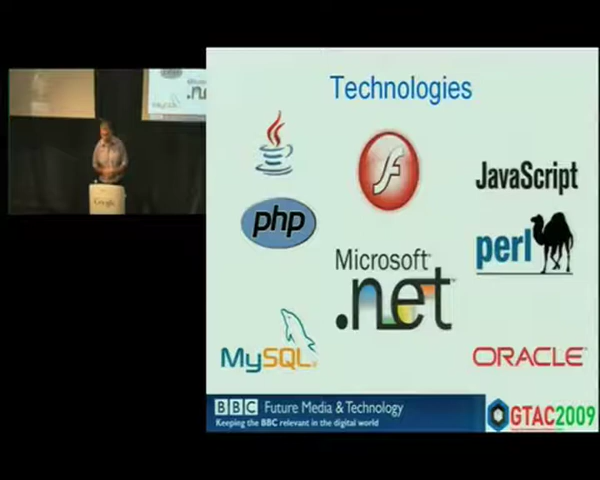 Technologies
php
JavaScript
perl
Microsoft
.net
MySQL
ORACLE
BBC Future Media & Technology
Keeping the BBC relevant in the digital world
GTAC2009
Google